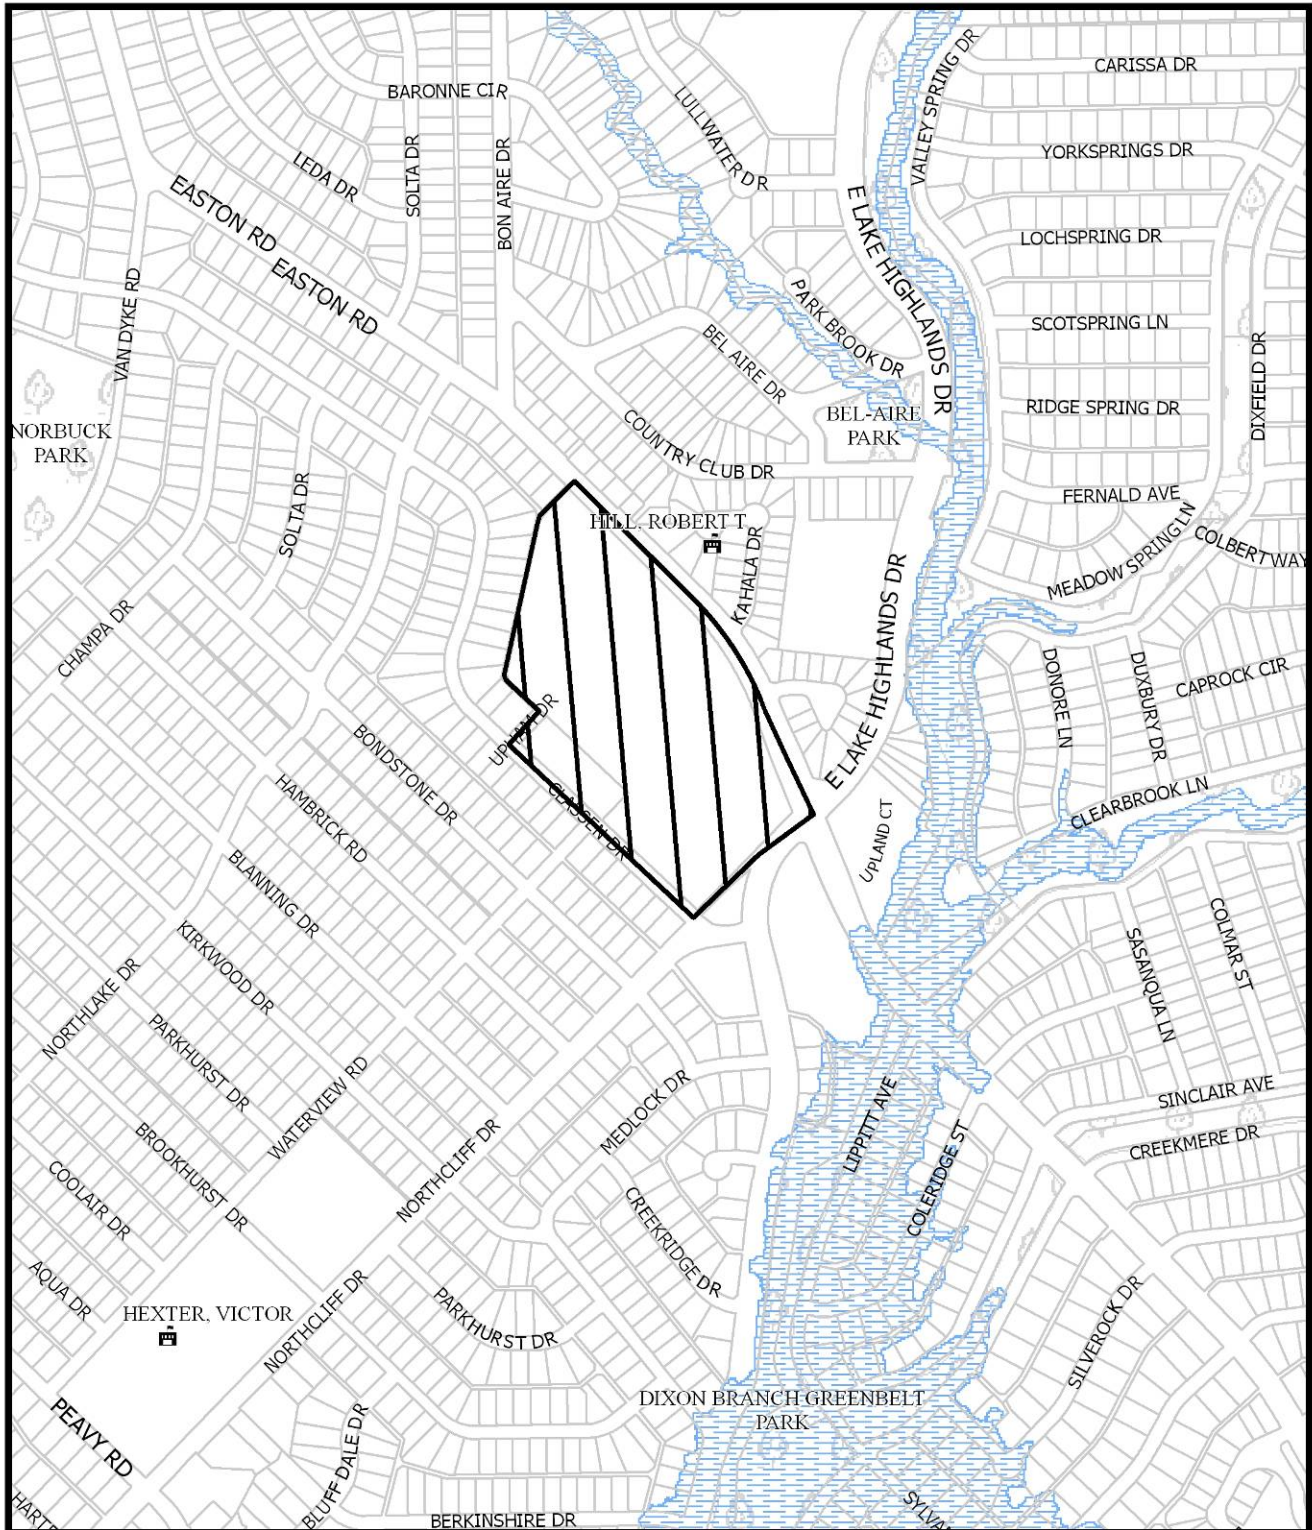 CARISSA DR
BARONNE CIR
VALLEY SPRING DR
LULLWATER DR
YORKSPRINGS DR
LEDA DR
SOLTA DR
BON AIRE DR
EASTON RD
EASTON RD
E LAKE HIGHLANDS DR
LOCHSPRING DR
VAN DYKE RD
PARK BROOK DR
SCOTSPRING LN
BEL AIRE DR
DIXFIELD DR
RIDGE SPRING DR
BEL-AIRE
PARK
NORBUCK
PARK
COUNTRY CLUB DR
FERNALD AVE
SOLTA DR
HILL, ROBERT T.
KAHALA DR
MEADOW SPRING LN
COLBERT WAY
CHAMPA DR
E LAKE HIGHLANDS DR
DONORE LN
DUXBURY DR
CAPROCK CIR
UPHAM DR
BONDSTONE DR
CLASSEN DR
HAMBRICK RD
UPLAND CT
CLEARBROOK LN
BLANNING DR
KIRKWOOD DR
SASANQUA LN
COLMAR ST
NORTHLAKE DR
PARKHURST DR
WATERVIEW RD
MEDLOCK DR
LIPPITT AVE
SINCLAIR AVE
CREEKMERE DR
COLERIDGE ST
BROOKHURST DR
NORTHCLIFF DR
COOLAIR DR
CREEKRIDGE DR
AQUA DR
HEXTER, VICTOR
NORTHCLIFF DR
PARKHURST DR
SILVEROCK DR
DIXON BRANCH GREENBELT
PARK
PEAVY RD
BLUFF DALE DR
BERKINSHIRE DR